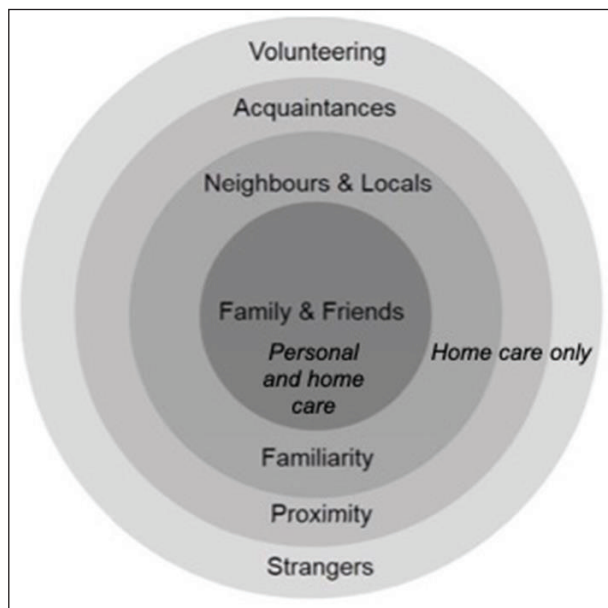 Volunteering
Acquaintances
Neighbours & Locals
Family & Friends
Personal
and home
care
Home care only
Familiarity
Proximity
Strangers